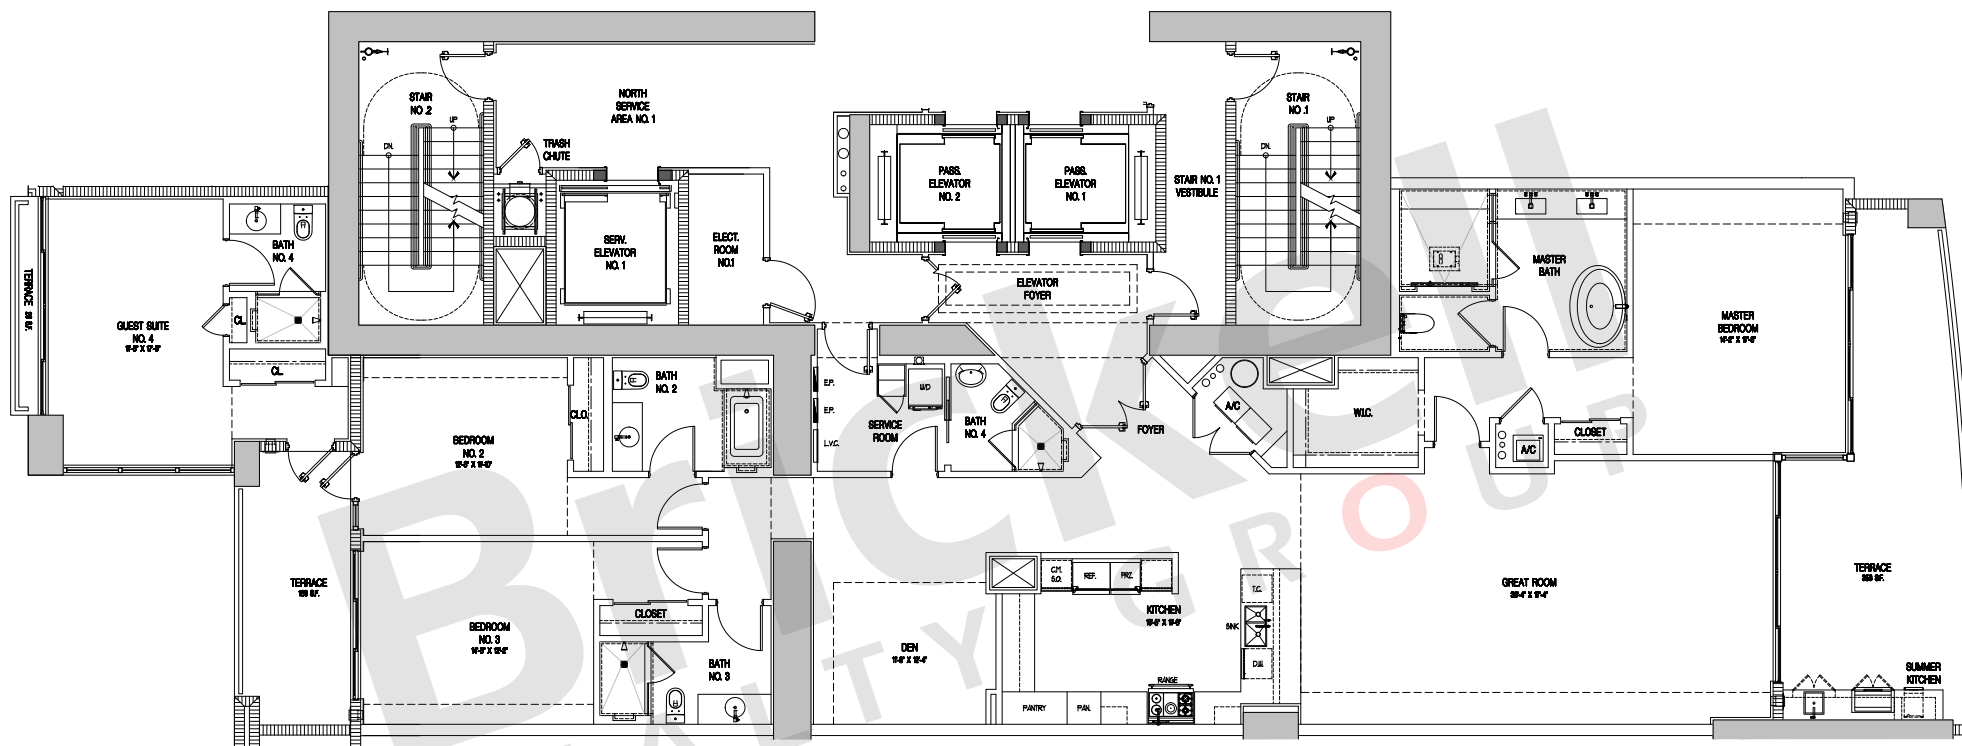 STAIR
NO .2
UP
DN.
NORTH
SERVICE
AREA NO. 1
TRASH
CHUTE
SERV.
ELEVATOR
NO. 1
ELECT.
ROOM
NO.1
PASS.
ELEVATOR
NO. 2
PASS.
ELEVATOR
NO. 1
STAIR NO. 1
VESTIBULE
STAIR
NO .1
UP
DN.
ELEVATOR
FOYER
BATH
NO. 4
TERRACE
GUEST SUITE
NO. 4
CL.
CL.
MASTER
BATH
MASTER
BEDROOM
BATH
NO. 2
CLO.
BEDROOM
NO. 2
E.P.
E.P.
L.V.C.
W/D
SERVICE
ROOM
BATH
NO. 4
FOYER
A/C
W.I.C.
A/C
CLOSET
TERRACE
BEDROOM
NO. 3
CLOSET
BATH
NO. 3
DEN
C.M.
S.O.
REF.
FRZ.
KITCHEN
T.C.
SINK
D.W.
RANGE
PANTRY
PAN.
GREAT ROOM
TERRACE
SUMMER
KITCHEN
Brickell
REALTY GROUP